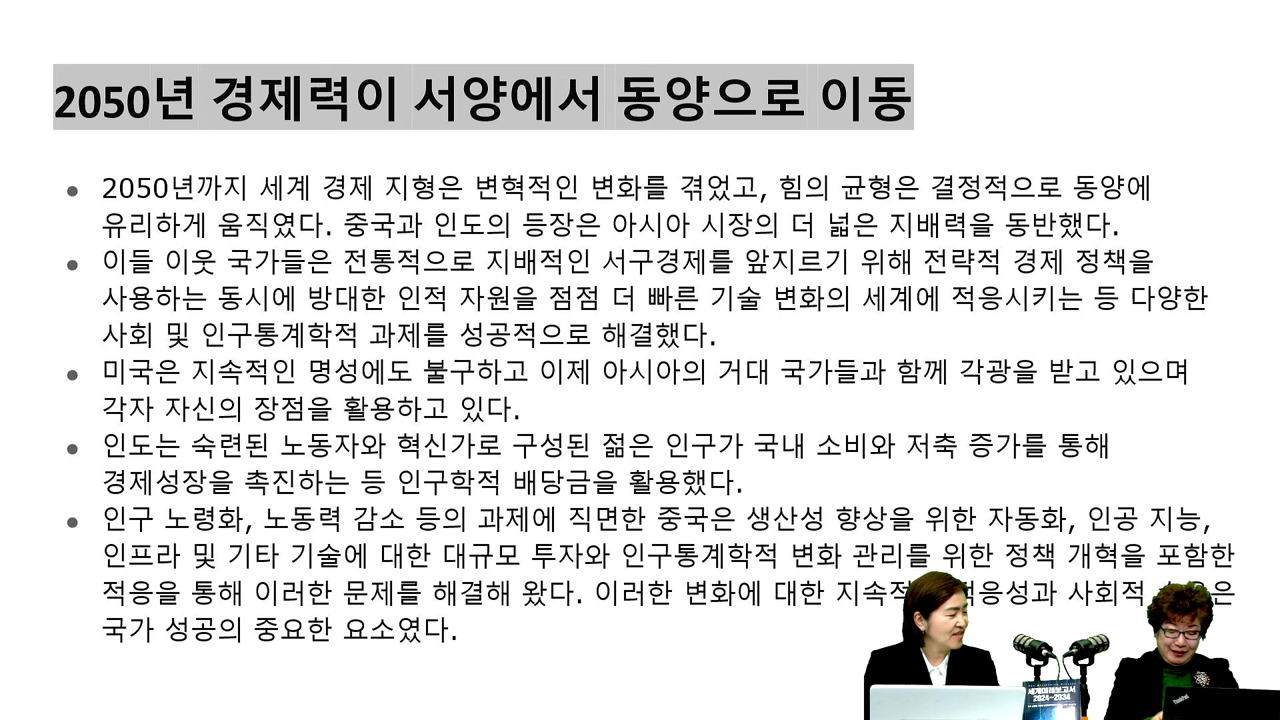 2050년 경제력이 서양에서 동양으로 이동
2050년까지 세계 경제 지형은 변혁적인 변화를 겪었고, 힘의 균형은 결정적으로 동양에
유리하게 움직였다. 중국과 인도의 등장은 아시아 시장의 더 넓은 지배력을 동반했다.
이들 이웃 국가들은 전통적으로 지배적인 서구경제를 앞지르기 위해 전략적 경제 정책을
사용하는 동시에 방대한 인적 자원을 점점 더 빠른 기술 변화의 세계에 적응시키는 등 다양한
사회 및 인구통계학적 과제를 성공적으로 해결했다.
미국은 지속적인 명성에도 불구하고 이제 아시아의 거대 국가들과 함께 각광을 받고 있으며
각자 자신의 장점을 활용하고 있다.
인도는 숙련된 노동자와 혁신가로 구성된 젊은 인구가 국내 소비와 저축 증가를 통해
경제성장을 촉진하는 등 인구학적 배당금을 활용했다.
인구 노령화, 노동력 감소 등의 과제에 직면한 중국은 생산성 향상을 위한 자동화, 인공 지능,
인프라 및 기타 기술에 대한 대규모 투자와 인구통계학적 변화 관리를 위한 정책 개혁을 포함한
적응을 통해 이러한 문제를 해결해 왔다. 이러한 변화에 대한 사회적
국가 성공의 중요한 요소였다.
세계미래보고서
2024-2034
ThinkPad